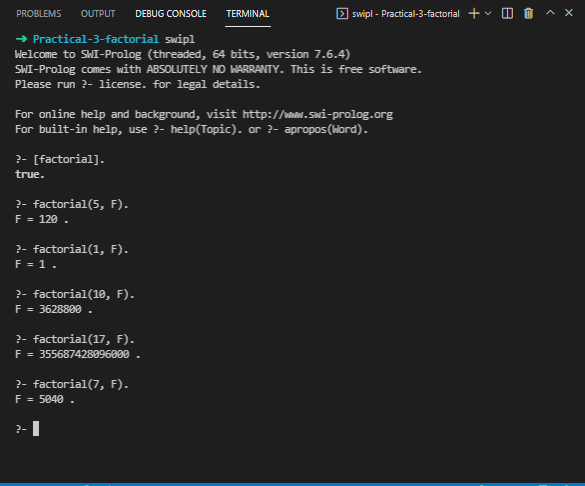 PROBLEMS OUTPUT DEBUG CONSOLE TERMINAL swipl - Practical-3-factorial
➜ Practical-3-factorial swipl
Welcome to SWI-Prolog (threaded, 64 bits, version 7.6.4)
SWI-Prolog comes with ABSOLUTELY NO WARRANTY. This is free software.
Please run ?- license. for legal details.
For online help and background, visit http://www.swi-prolog.org
For built-in help, use ?- help(Topic). or ?- apropos(Word).
?- [factorial].
true.
?- factorial(5, F).
F = 120 .
?- factorial(1, F).
F = 1 .
?- factorial(10, F).
F = 3628800 .
?- factorial(17, F).
F = 355687428096000 .
?- factorial(7, F).
F = 5040 .
?-